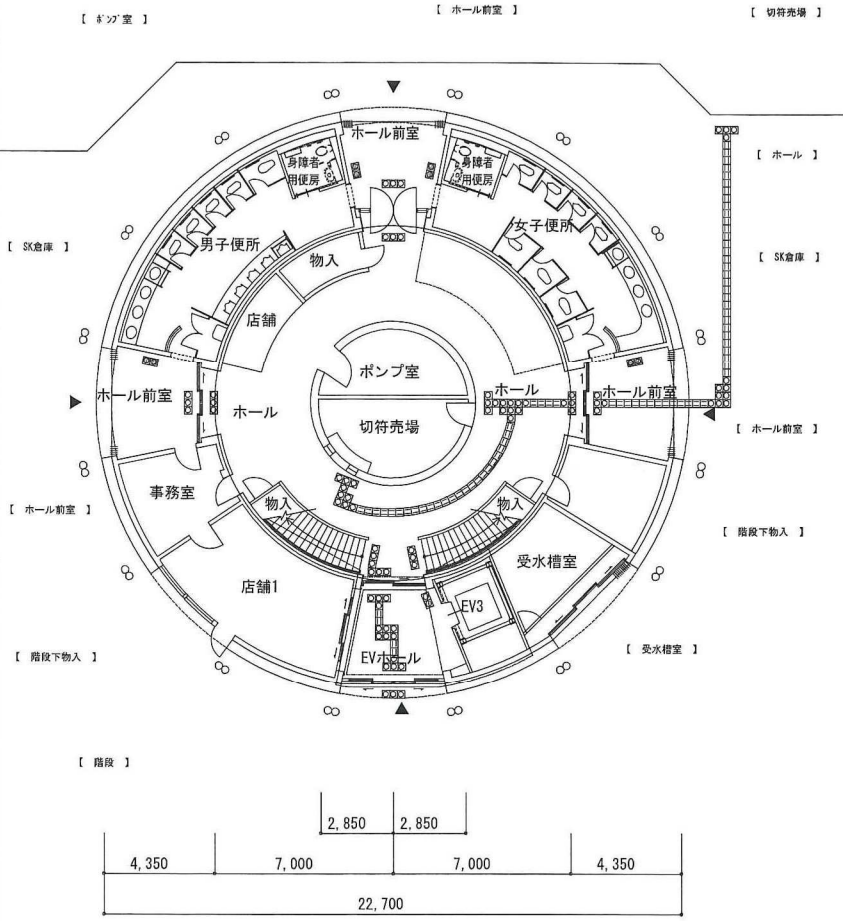 【 ポンプ室 】
【 ホール前室 】
【 切符売場 】
ホール前室
【 ホール 】
身障者
用便房
身障者
用便房
【 SK倉庫 】
男子便所
女子便所
物入
【 SK倉庫 】
店舗
ポンプ室
ホール前室
ホール
ホール
ホール前室
切符売場
【 ホール前室 】
事務室
物入
物入
【 ホール前室 】
【 階段下物入 】
受水槽室
店舗1
EV3
【 階段下物入 】
EVホール
【 受水槽室 】
【 階段 】
2,850
2,850
4,350
7,000
7,000
4,350
22,700